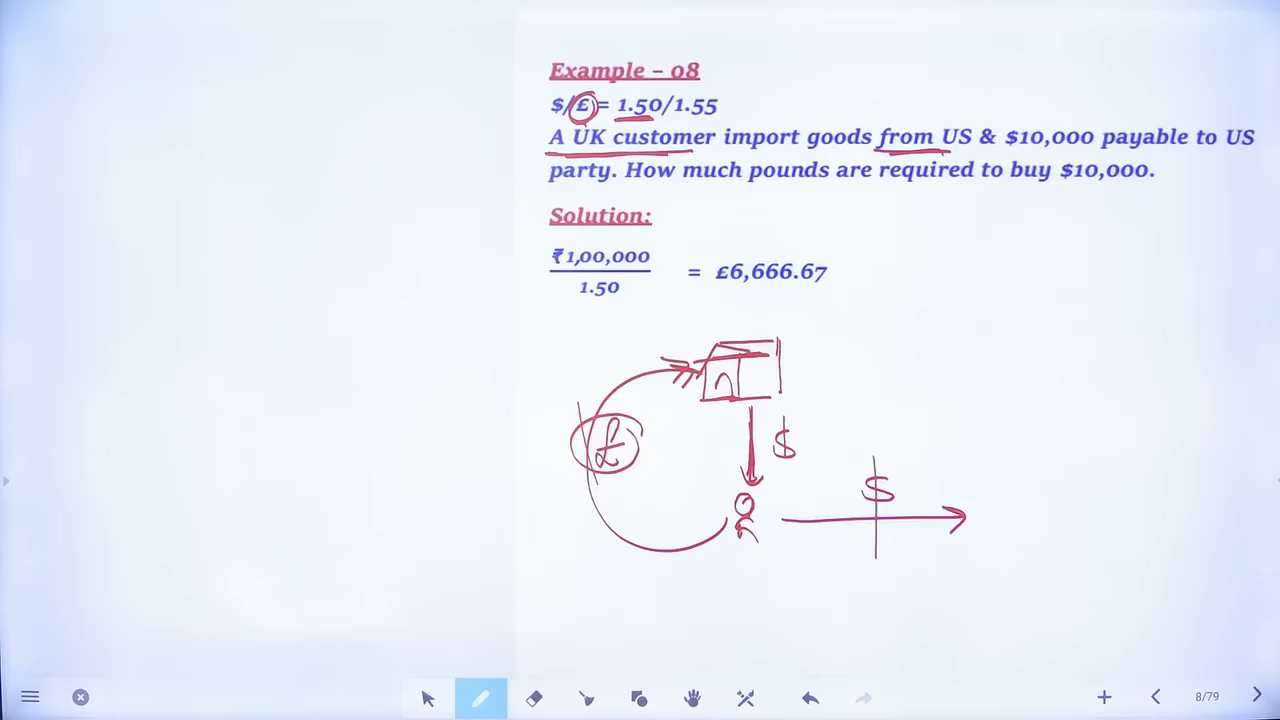 Example – 08
$/£ = 1.50/1.55
A UK customer import goods from US & $10,000 payable to US
party. How much pounds are required to buy $10,000.
Solution:
₹1,00,000
1.50
= £6,666.67
£
$
$
8/79